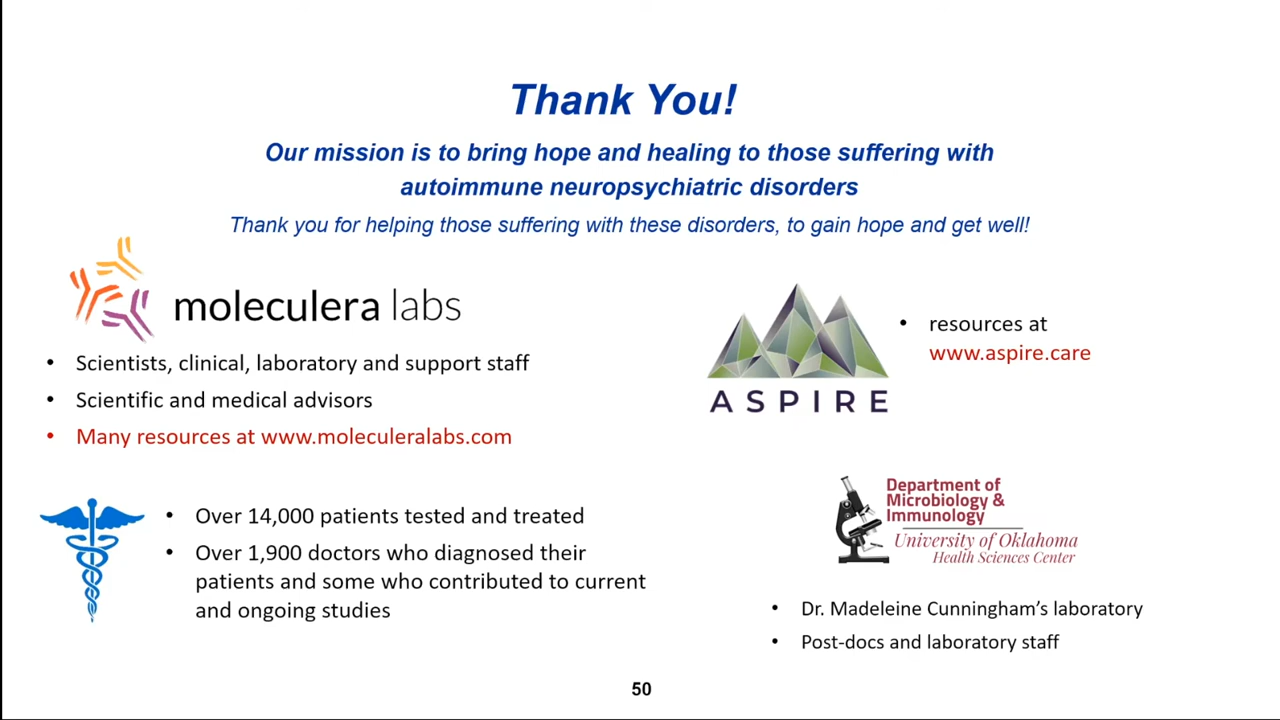 Thank You!
Our mission is to bring hope and healing to those suffering with
autoimmune neuropsychiatric disorders
Thank you for helping those suffering with these disorders, to gain hope and get well!
moleculera labs
• Scientists, clinical, laboratory and support staff
• Scientific and medical advisors
• Many resources at www.moleculeralabs.com
ASPIRE
• resources at
www.aspire.care
• Over 14,000 patients tested and treated
• Over 1,900 doctors who diagnosed their
patients and some who contributed to current
and ongoing studies
Department of
Microbiology &
Immunology
University of Oklahoma
Health Sciences Center
• Dr. Madeleine Cunningham’s laboratory
• Post-docs and laboratory staff
50